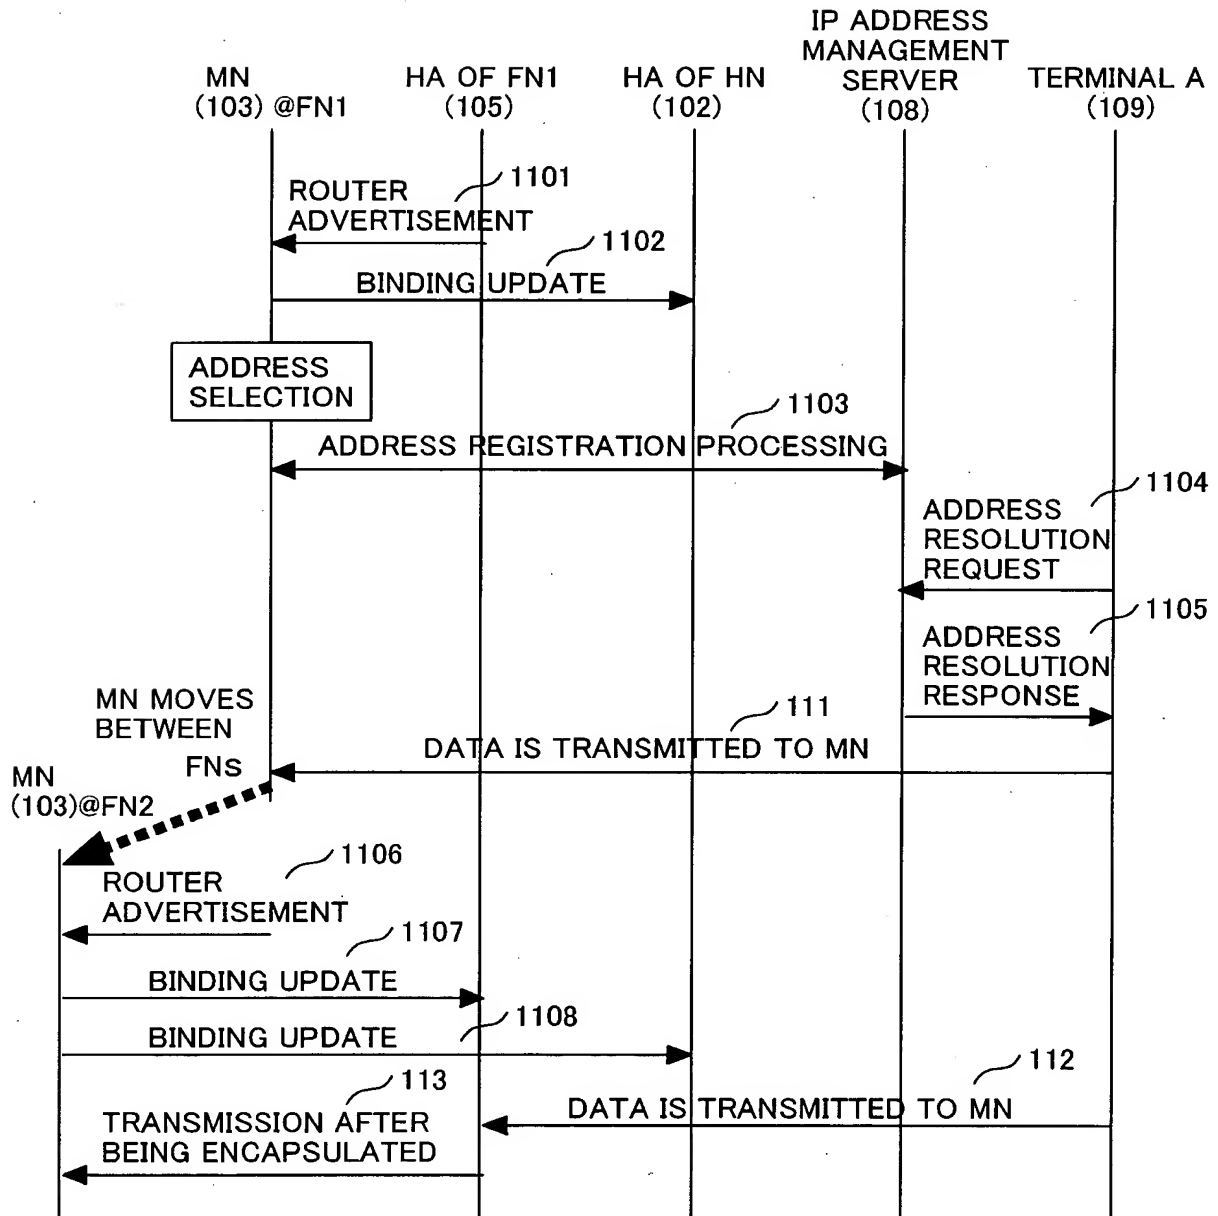 IP ADDRESS
MANAGEMENT
SERVER
(108)
MN
(103) @FN1
HA OF FN1
(105)
HA OF HN
(102)
TERMINAL A
(109)
1101
ROUTER
ADVERTISEMENT
1102
BINDING UPDATE
ADDRESS
SELECTION
1103
ADDRESS REGISTRATION PROCESSING
1104
ADDRESS
RESOLUTION
REQUEST
1105
ADDRESS
RESOLUTION
RESPONSE
MN MOVES
BETWEEN
FNs
111
DATA IS TRANSMITTED TO MN
MN
(103)@FN2
1106
ROUTER
ADVERTISEMENT
1107
BINDING UPDATE
1108
BINDING UPDATE
112
DATA IS TRANSMITTED TO MN
113
TRANSMISSION AFTER
BEING ENCAPSULATED